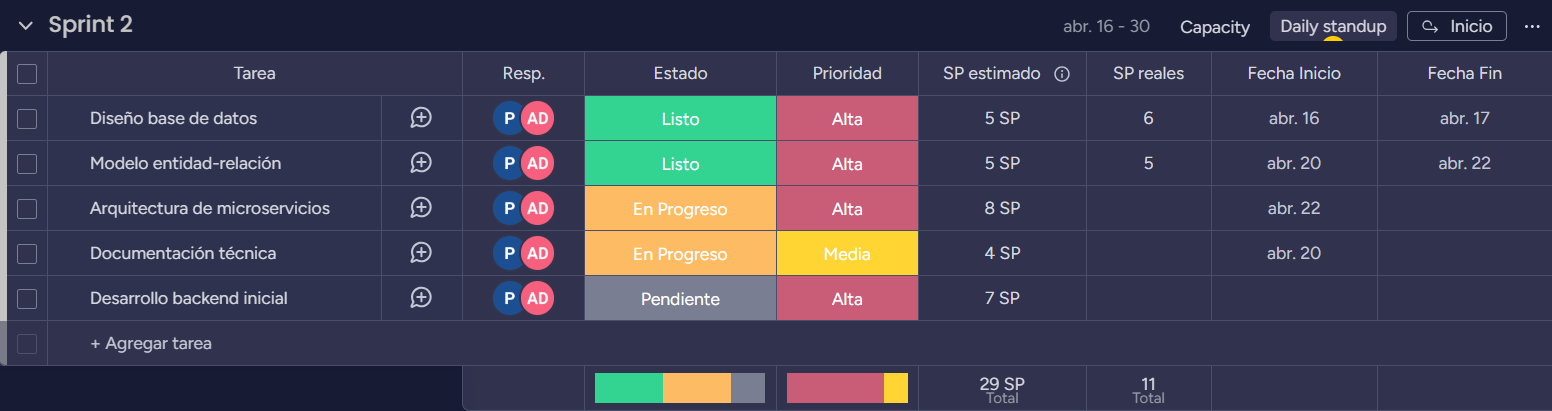 Sprint 2 abr. 16 - 30 Capacity Daily standup Inicio
Tarea Resp. Estado Prioridad SP estimado SP reales Fecha Inicio Fecha Fin
Diseño base de datos P AD Listo Alta 5 SP 6 abr. 16 abr. 17
Modelo entidad-relación P AD Listo Alta 5 SP 5 abr. 20 abr. 22
Arquitectura de microservicios P AD En Progreso Alta 8 SP abr. 22
Documentación técnica P AD En Progreso Media 4 SP abr. 20
Desarrollo backend inicial P AD Pendiente Alta 7 SP
+ Agregar tarea
29 SP 11
Total Total